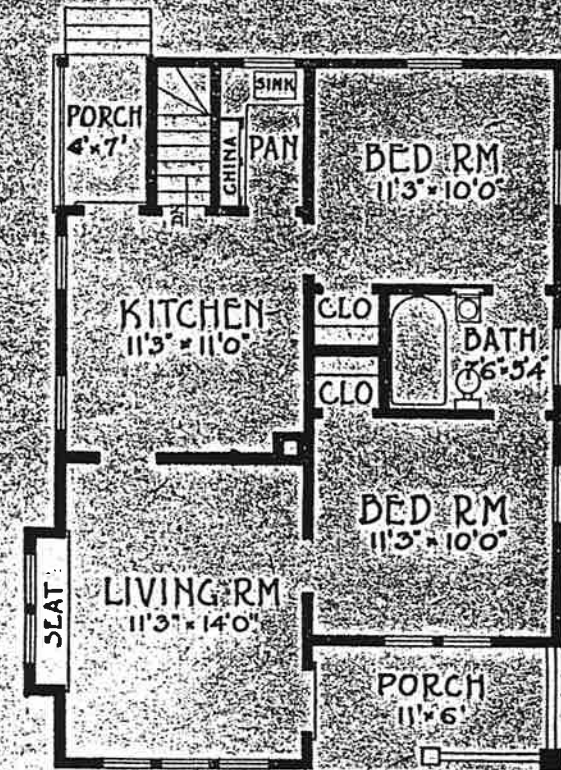 SINK
PORCH
4'×7'
CHINA
PAN
BED RM
11'3"×10'0"
KITCHEN
11'3"×11'0"
CLO
BATH
7'6"×5'4"
CLO
BED RM
11'3"×10'0"
SEAT
LIVING RM
11'3"×14'0"
PORCH
11'×6'